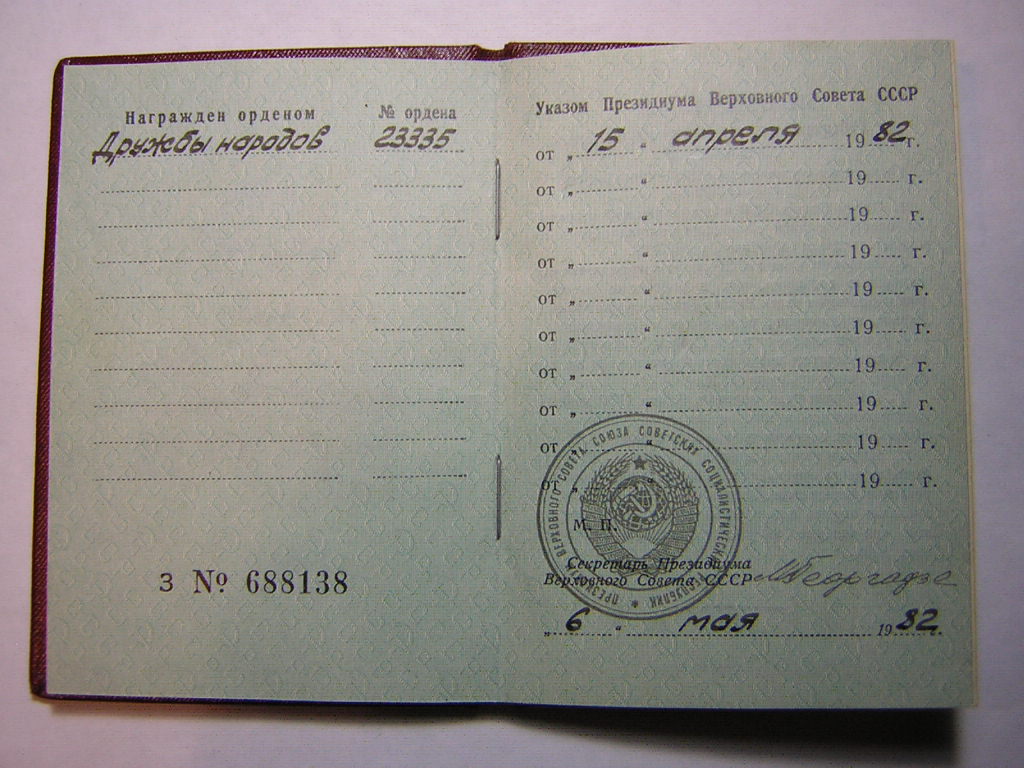 Награжден орденом
№ ордена
Дружбы народов
23335
З № 688138
Указом Президиума Верховного Совета СССР
от „ 15 “ апреля 1982 г.
от „ “ 19 г.
от „ “ 19 г.
от „ “ 19 г.
от „ “ 19 г.
от „ “ 19 г.
от „ “ 19 г.
от „ “ 19 г.
от „ “ 19 г.
от „ “ 19 г.
ПРЕЗИДИУМ ВЕРХОВНОГО СОВЕТА СОЮЗА СОВЕТСКИХ СОЦИАЛИСТИЧЕСКИХ РЕСПУБЛИК
М. П.
Секретарь Президиума
Верховного Совета СССР МГеоргадзе
„ 6 “ мая 1982 г.